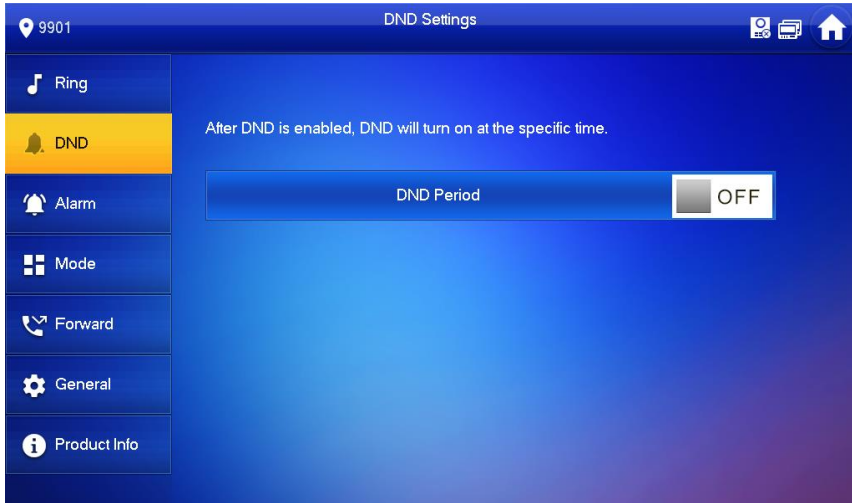 9901
DND Settings
Ring
DND
Alarm
Mode
Forward
General
Product Info
After DND is enabled, DND will turn on at the specific time.
DND Period
OFF